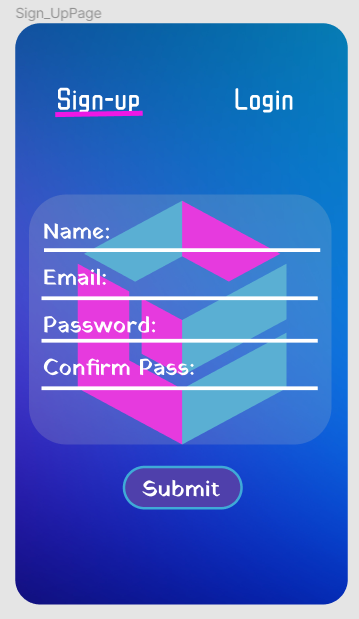 Sign_UpPage
Sign-up Login
Name:
Email:
Password:
Confirm Pass:
Submit